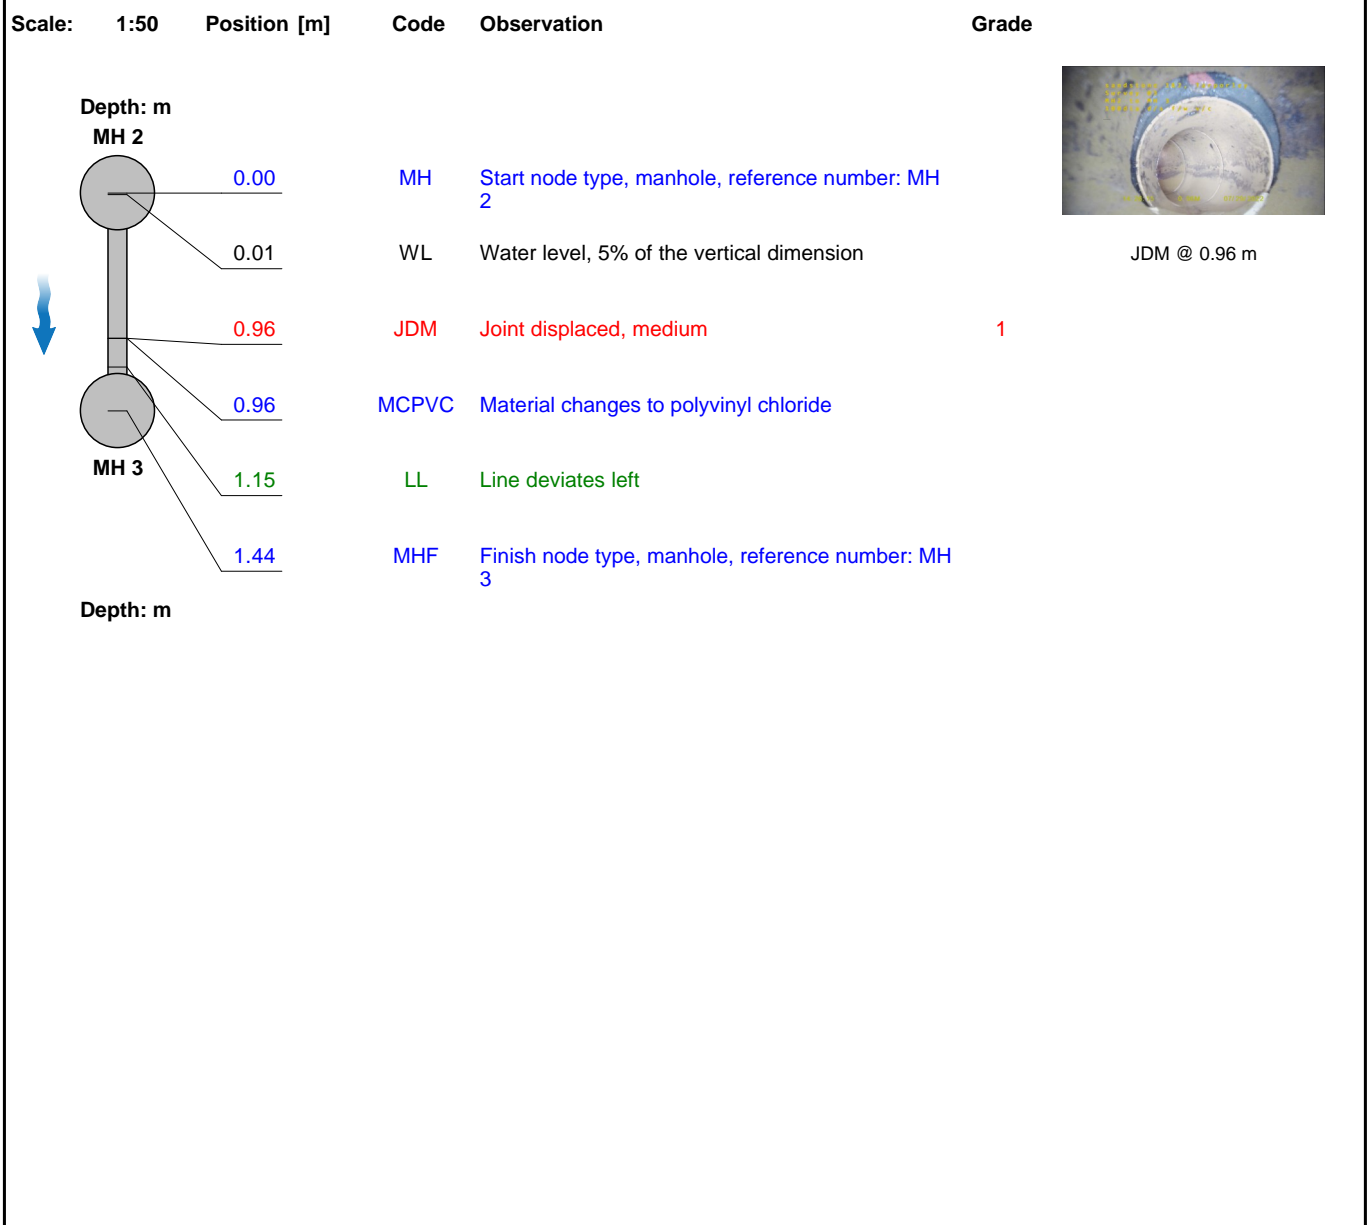 Scale: 1:50 Position [m] Code Observation Grade
Depth: m
MH 2
0.00 MH Start node type, manhole, reference number: MH
2
0.01 WL Water level, 5% of the vertical dimension
JDM @ 0.96 m
0.96 JDM Joint displaced, medium 1
0.96 MCPVC Material changes to polyvinyl chloride
MH 3
1.15 LL Line deviates left
1.44 MHF Finish node type, manhole, reference number: MH
3
Depth: m